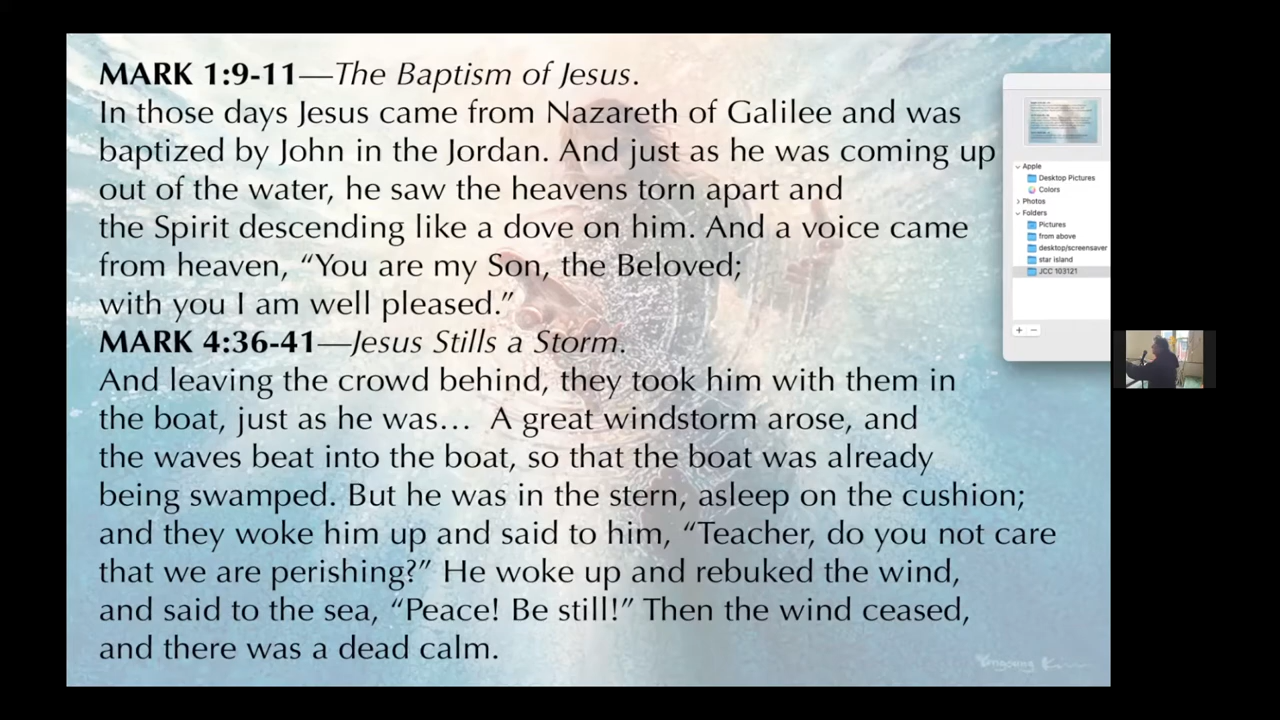 MARK 1:9-11—The Baptism of Jesus.
In those days Jesus came from Nazareth of Galilee and was
baptized by John in the Jordan. And just as he was coming up
out of the water, he saw the heavens torn apart and
the Spirit descending like a dove on him. And a voice came
from heaven, “You are my Son, the Beloved;
with you I am well pleased.”
MARK 4:36-41—Jesus Stills a Storm.
And leaving the crowd behind, they took him with them in
the boat, just as he was… A great windstorm arose, and
the waves beat into the boat, so that the boat was already
being swamped. But he was in the stern, asleep on the cushion;
and they woke him up and said to him, “Teacher, do you not care
that we are perishing?” He woke up and rebuked the wind,
and said to the sea, “Peace! Be still!” Then the wind ceased,
and there was a dead calm.
Apple
Desktop Pictures
Colors
Photos
Folders
Pictures
from above
desktop/screensaver
star island
JCC 103121
+ −